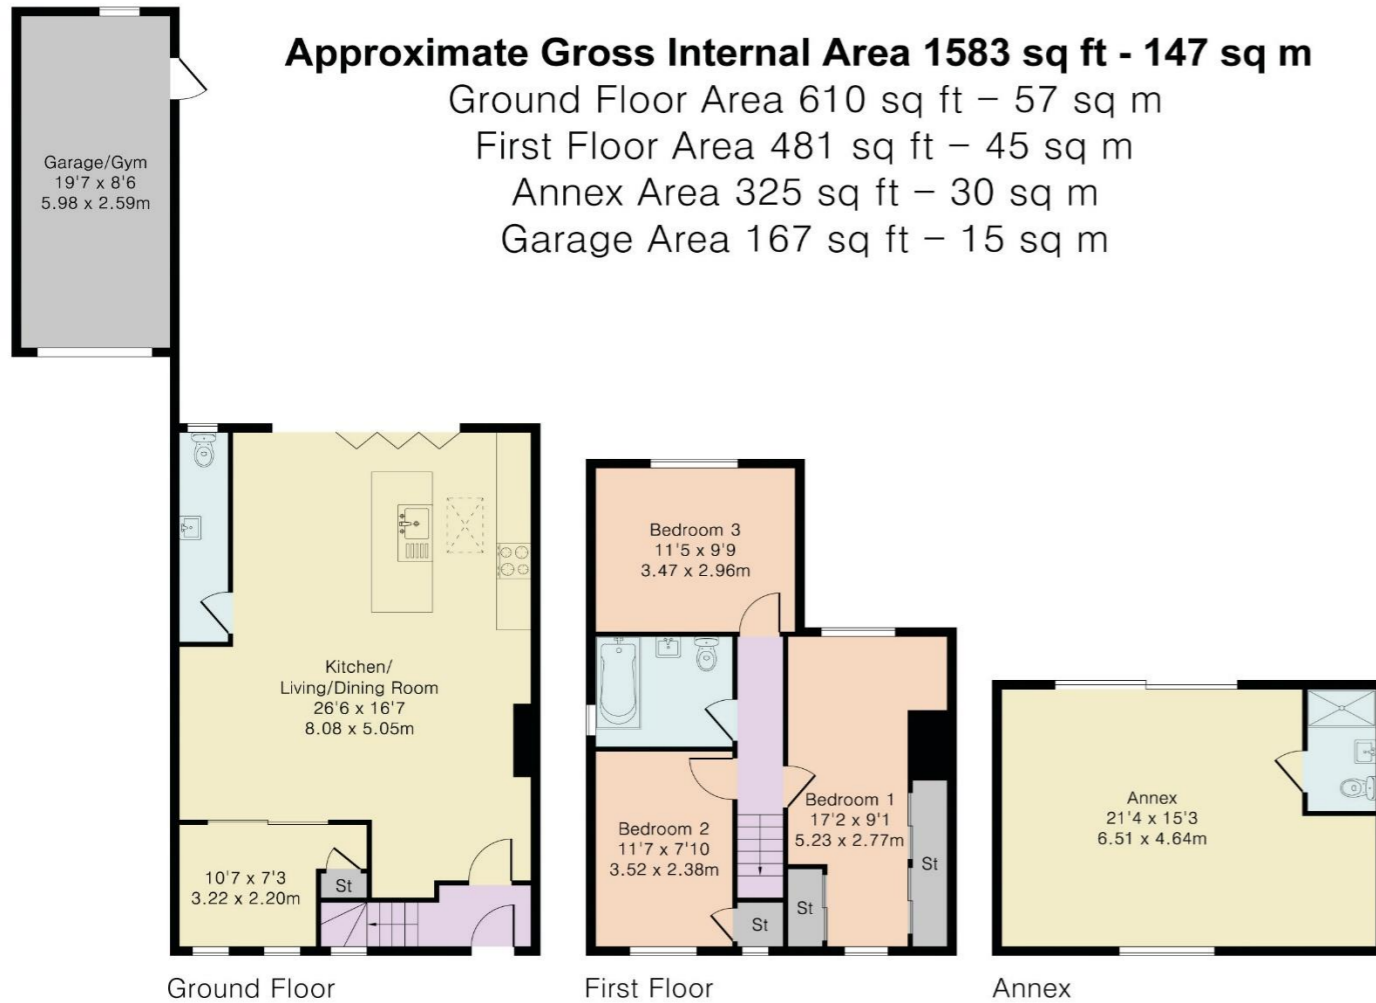 Approximate Gross Internal Area 1583 sq ft - 147 sq m
Ground Floor Area 610 sq ft – 57 sq m
First Floor Area 481 sq ft – 45 sq m
Annex Area 325 sq ft – 30 sq m
Garage Area 167 sq ft – 15 sq m
Garage/Gym
19'7 x 8'6
5.98 x 2.59m
Kitchen/
Living/Dining Room
26'6 x 16'7
8.08 x 5.05m
10'7 x 7'3
3.22 x 2.20m
St
Ground Floor
Bedroom 3
11'5 x 9'9
3.47 x 2.96m
Bedroom 2
11'7 x 7'10
3.52 x 2.38m
Bedroom 1
17'2 x 9'1
5.23 x 2.77m
St
St
St
First Floor
Annex
21'4 x 15'3
6.51 x 4.64m
Annex